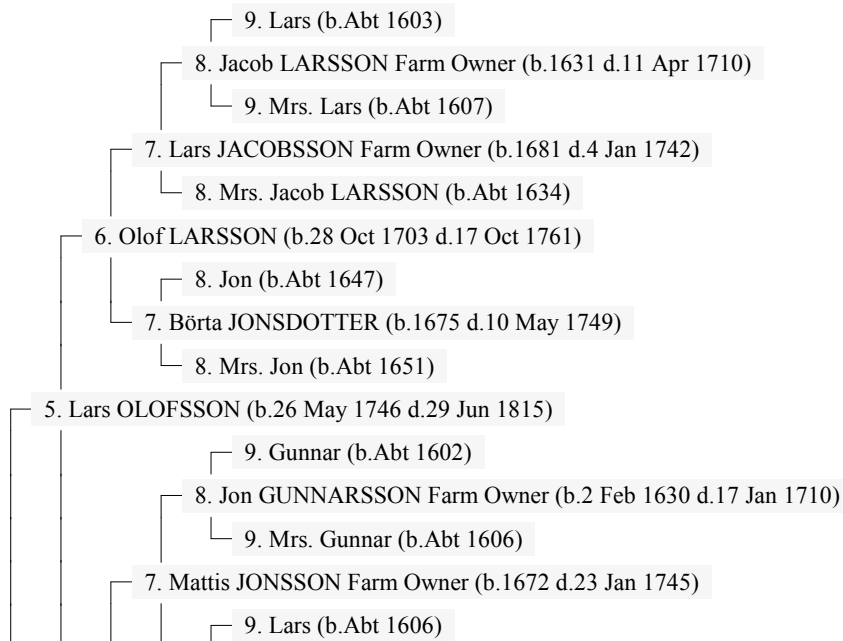 9. Lars (b.Abt 1603)
8. Jacob LARSSON Farm Owner (b.1631 d.11 Apr 1710)
9. Mrs. Lars (b.Abt 1607)
7. Lars JACOBSSON Farm Owner (b.1681 d.4 Jan 1742)
8. Mrs. Jacob LARSSON (b.Abt 1634)
6. Olof LARSSON (b.28 Oct 1703 d.17 Oct 1761)
8. Jon (b.Abt 1647)
7. Börta JONSDOTTER (b.1675 d.10 May 1749)
8. Mrs. Jon (b.Abt 1651)
5. Lars OLOFSSON (b.26 May 1746 d.29 Jun 1815)
9. Gunnar (b.Abt 1602)
8. Jon GUNNARSSON Farm Owner (b.2 Feb 1630 d.17 Jan 1710)
9. Mrs. Gunnar (b.Abt 1606)
7. Mattis JONSSON Farm Owner (b.1672 d.23 Jan 1745)
9. Lars (b.Abt 1606)